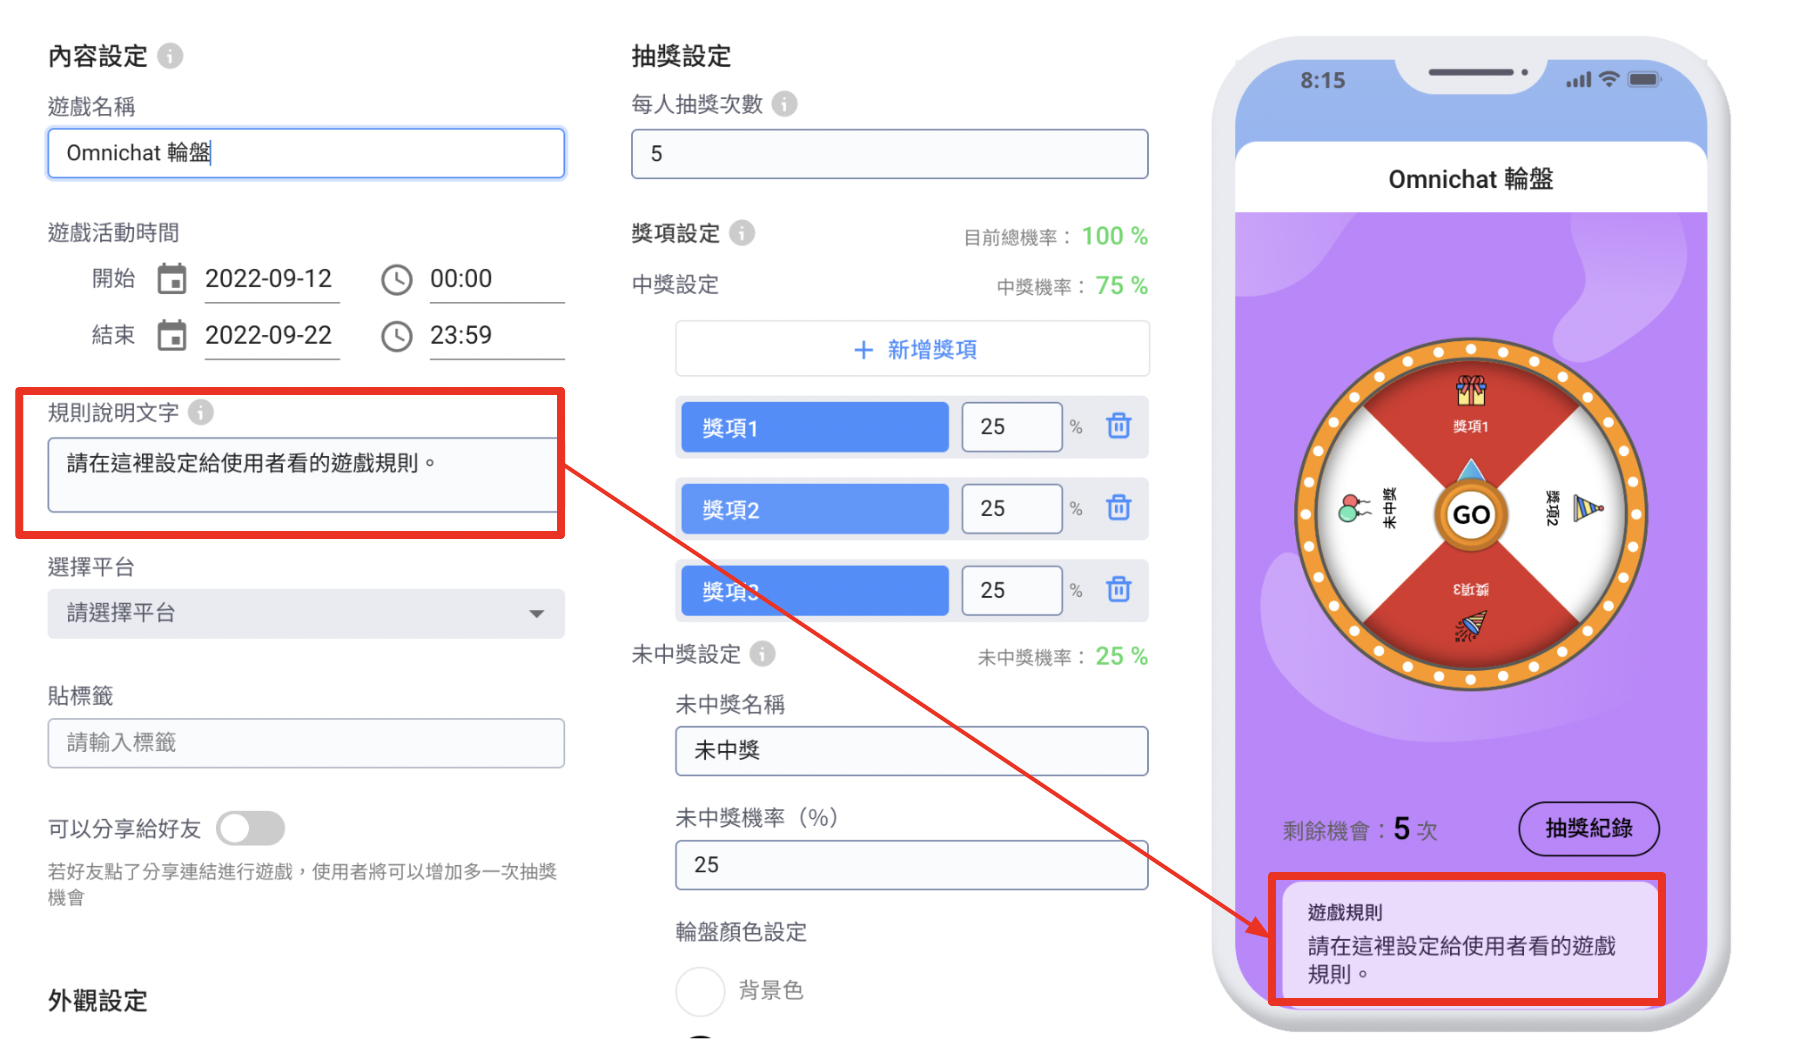 內容設定
遊戲名稱
Omnichat 輪盤
遊戲活動時間
開始 2022-09-12 00:00
結束 2022-09-22 23:59
規則說明文字
請在這裡設定給使用者看的遊戲規則。
選擇平台
請選擇平台
貼標籤
請輸入標籤
可以分享給好友
若好友點了分享連結進行遊戲，使用者將可以增加多一次抽獎
機會
外觀設定
抽獎設定
每人抽獎次數
5
獎項設定 目前總機率： 100 %
中獎設定 中獎機率： 75 %
+ 新增獎項
獎項1 25 %
獎項2 25 %
獎項3 25 %
未中獎設定 未中獎機率： 25 %
未中獎名稱
未中獎
未中獎機率（%）
25
輪盤顏色設定
背景色
8:15
Omnichat 輪盤
獎項1
未中獎
GO
獎項2
獎項3
剩餘機會：5 次 抽獎紀錄
遊戲規則
請在這裡設定給使用者看的遊戲
規則。